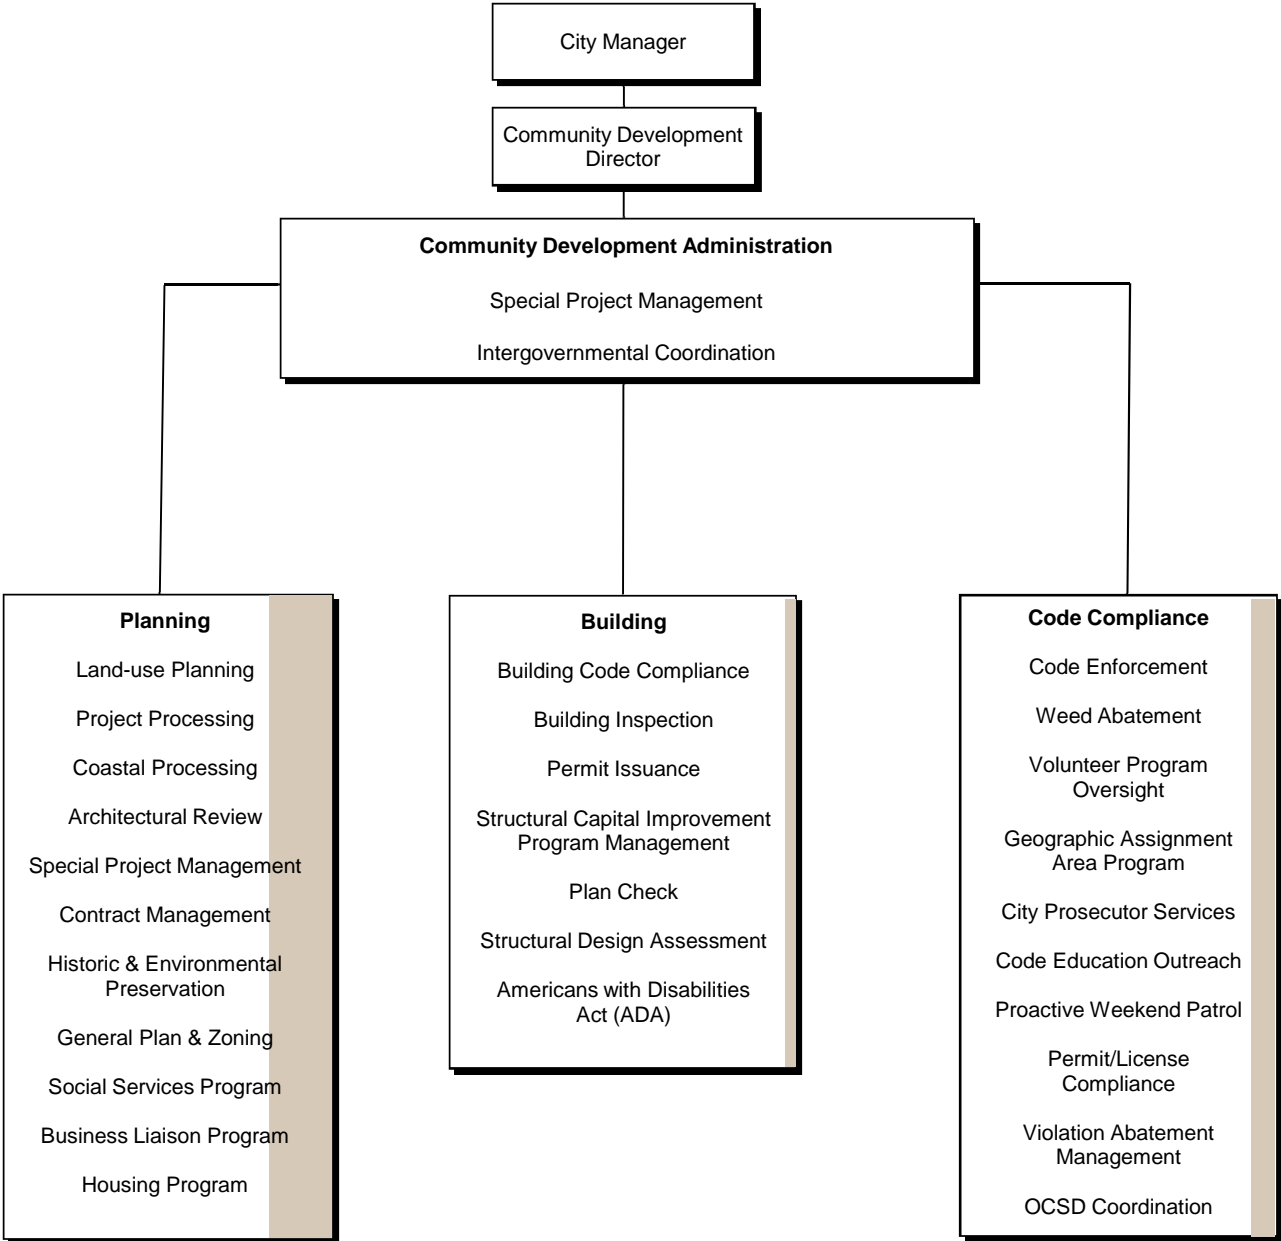 City Manager
Community Development
Director
Community Development Administration
Special Project Management
Intergovernmental Coordination
Planning
Land-use Planning
Project Processing
Coastal Processing
Architectural Review
Special Project Management
Contract Management
Historic & Environmental
Preservation
General Plan & Zoning
Social Services Program
Business Liaison Program
Housing Program
Building
Building Code Compliance
Building Inspection
Permit Issuance
Structural Capital Improvement
Program Management
Plan Check
Structural Design Assessment
Americans with Disabilities
Act (ADA)
Code Compliance
Code Enforcement
Weed Abatement
Volunteer Program
Oversight
Geographic Assignment
Area Program
City Prosecutor Services
Code Education Outreach
Proactive Weekend Patrol
Permit/License
Compliance
Violation Abatement
Management
OCSD Coordination